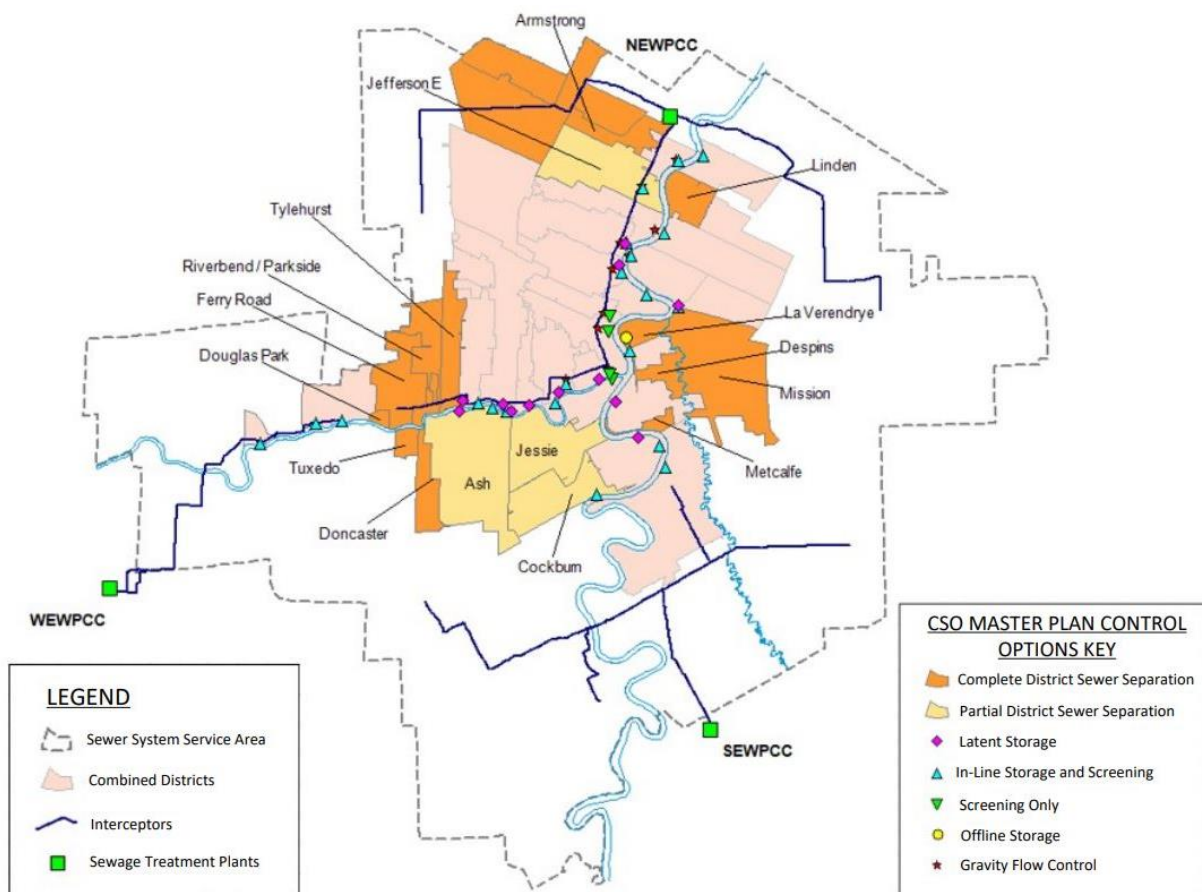 Armstrong
NEWPCC
Jefferson E
Linden
Tylehurst
Riverbend / Parkside
Ferry Road
La Verendrye
Douglas Park
Despins
Mission
Jessie
Metcalfe
Tuxedo
Ash
Doncaster
Cockburn
WEWPCC
SEWPCC
LEGEND
Sewer System Service Area
Combined Districts
Interceptors
Sewage Treatment Plants
CSO MASTER PLAN CONTROL
OPTIONS KEY
Complete District Sewer Separation
Partial District Sewer Separation
Latent Storage
In-Line Storage and Screening
Screening Only
Offline Storage
Gravity Flow Control